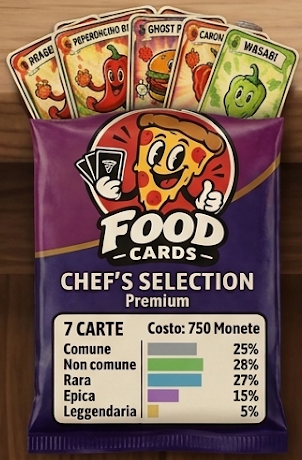 PEPERONCINO
GHOST P
CARON
WASABI
FOOD
CARDS
CHEF'S SELECTION
Premium
7 CARTE Costo: 750 Monete
Comune 25%
Non comune 28%
Rara 27%
Epica 15%
Leggendaria 5%